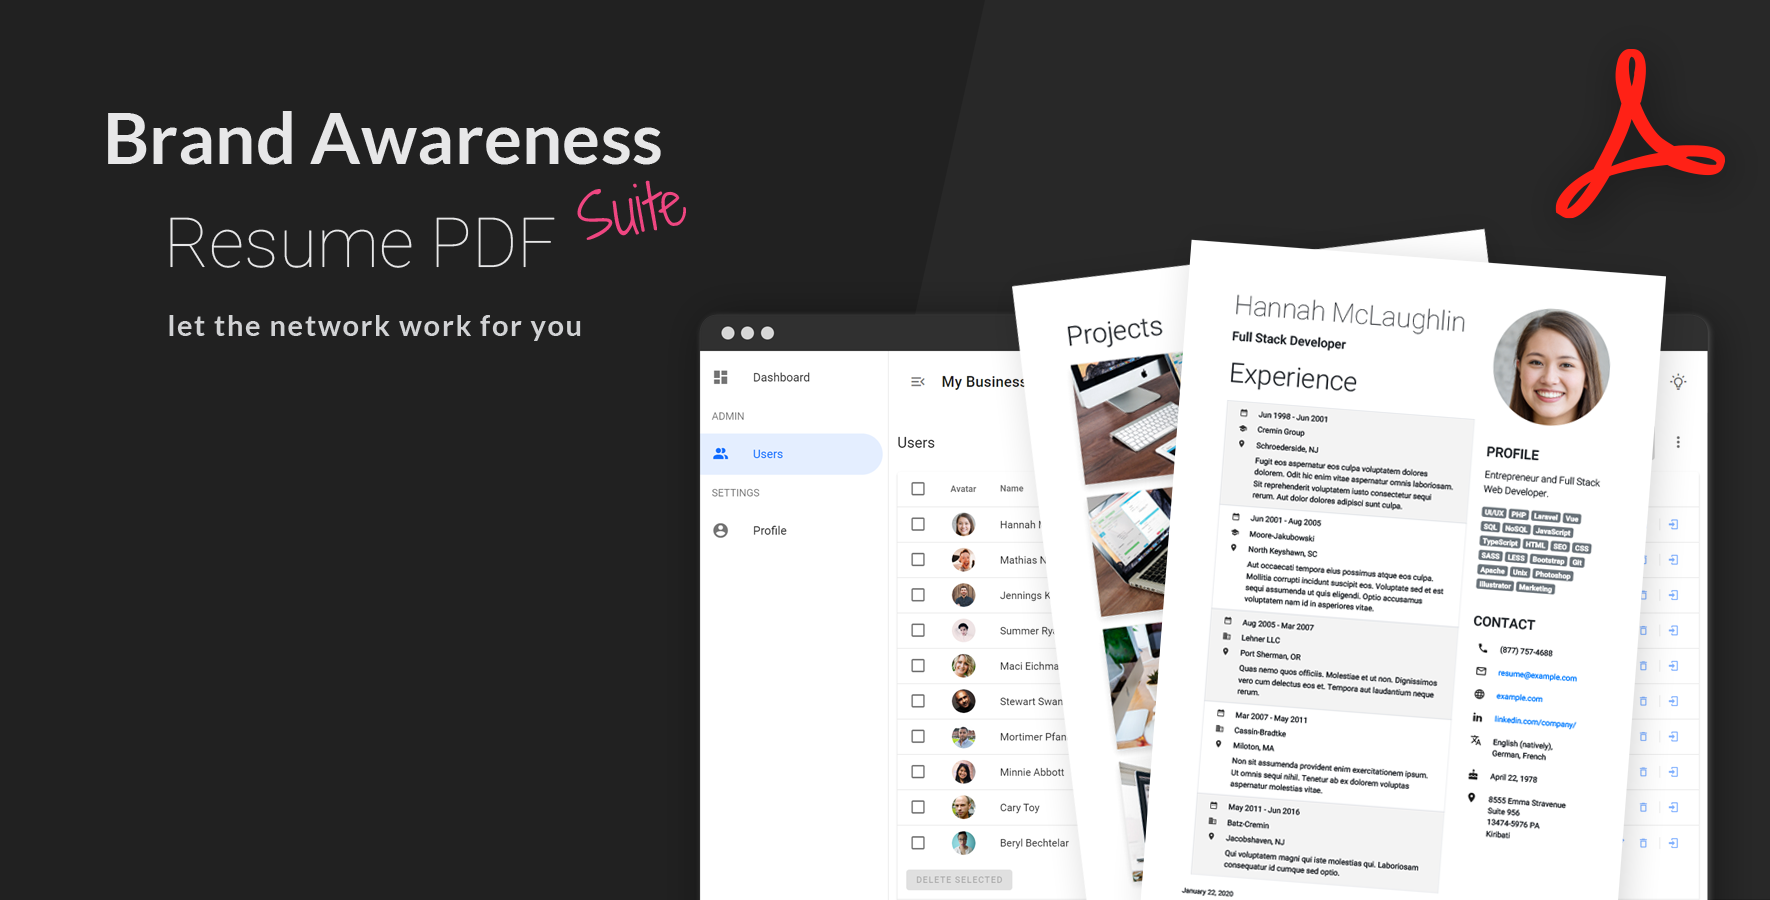 Brand Awareness
Resume PDF Suite
let the network work for you
Dashboard
ADMIN
Users
SETTINGS
Profile
My Business
Users
Avatar Name
Hannah
Mathias
Jennings
Summer
Maci
Stewart
Mortimer
Minnie Abbott
Cary Toy
Beryl Bechtelar
DELETE SELECTED
Projects
Hannah McLaughlin
Full Stack Developer
Experience
Jun 1998 - Jun 2001
Cremin Group
Schroederside, NJ
Fugit eos aspernatur eos culpa voluptatem dolores
dolorem. Odit hic enim vitae aspernatur omnis laboriosam.
Sit reprehenderit voluptatem iusto consectetur sequi
rerum. Aut dolor dolores adipisci sunt culpa.
Jun 2001 - Aug 2005
Moore-Jakubowski
North Keyshawn, SC
Aut occaecati tempora eius possimus atque eos culpa.
Mollitia corrupti incidunt suscipit eos. Voluptate sed et est
sequi assumenda ut quis eligendi. Optio accusamus
voluptatem nam id in asperiores vitae.
Aug 2005 - Mar 2007
Lehner LLC
Port Sherman, OR
Quas nemo quos officiis. Molestiae et ut non. Dignissimos
vero cum delectus eos et. Tempora aut laudantium neque
rerum.
Mar 2007 - May 2011
Cassin-Bradtke
Miloton, MA
Non sit assumenda provident enim exercitationem ipsum.
Ut omnis sequi nihil. Tenetur ab ex dolorem voluptas
aspernatur molestias vitae.
May 2011 - Jun 2016
Batz-Cremin
Jacobshaven, NJ
Qui voluptatem magni qui iste molestias qui. Laboriosam
consequatur id cumque sed optio.
January 22, 2020
PROFILE
Entrepreneur and Full Stack
Web Developer.
UI/UX PHP Laravel Vue
SQL NoSQL JavaScript
TypeScript HTML SEO CSS
SASS LESS Bootstrap Git
Apache Unix Photoshop
Illustrator Marketing
CONTACT
(877) 757-4688
resume@example.com
example.com
linkedin.com/company/
English (natively),
German, French
April 22, 1978
8555 Emma Stravenue
Suite 956
13474-5976 PA
Kiribati